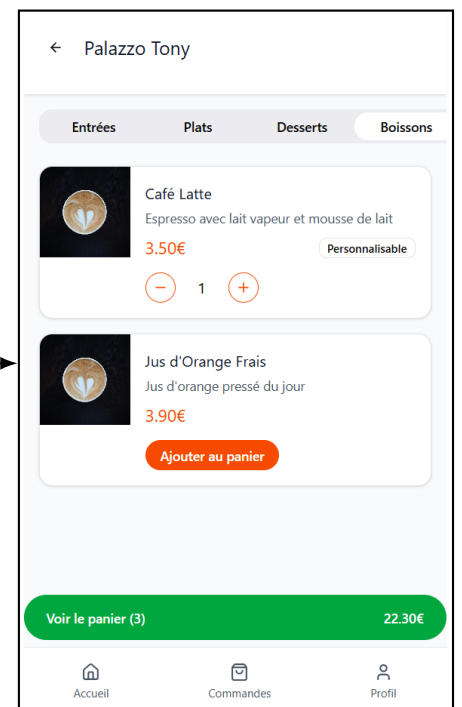 Palazzo Tony
Entrées Plats Desserts Boissons
Café Latte
Espresso avec lait vapeur et mousse de lait
3.50€ Personnalisable
1
Jus d'Orange Frais
Jus d'orange pressé du jour
3.90€
Ajouter au panier
Voir le panier (3) 22.30€
Accueil Commandes Profil